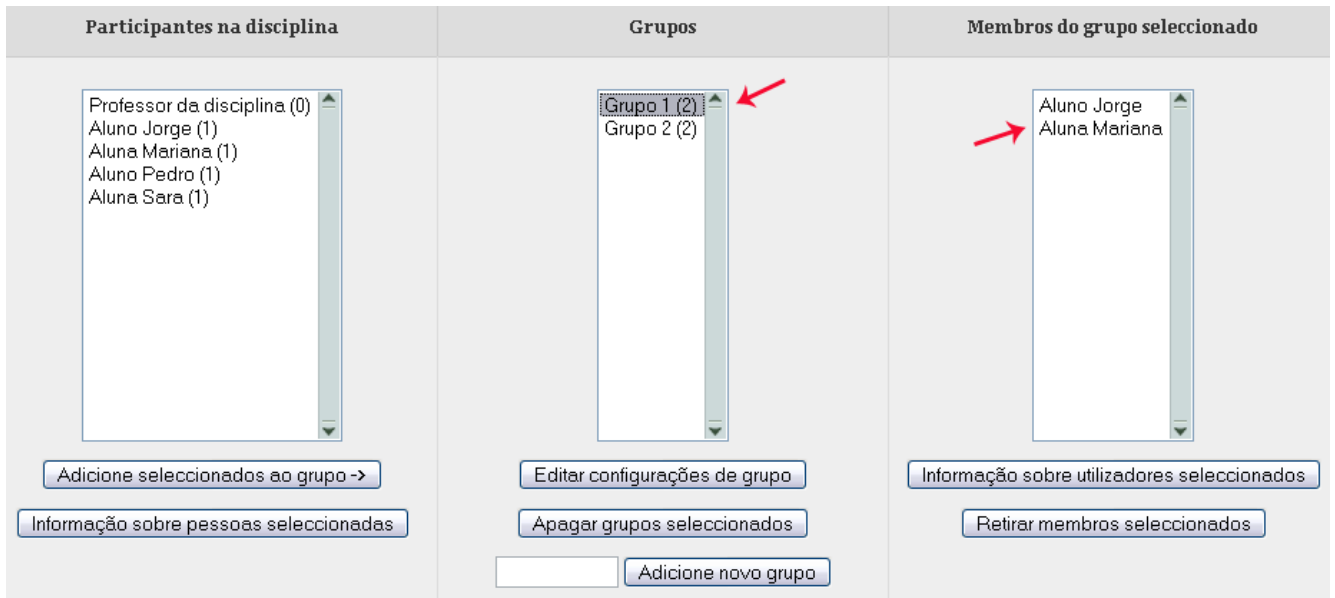 Participantes na disciplina
Grupos
Membros do grupo seleccionado
Professor da disciplina (0)
Aluno Jorge (1)
Aluna Mariana (1)
Aluno Pedro (1)
Aluna Sara (1)
Grupo 1 (2)
Grupo 2 (2)
Aluno Jorge
Aluna Mariana
Adicione seleccionados ao grupo ->
Informação sobre pessoas seleccionadas
Editar configurações de grupo
Apagar grupos seleccionados
Adicione novo grupo
Informação sobre utilizadores seleccionados
Retirar membros seleccionados